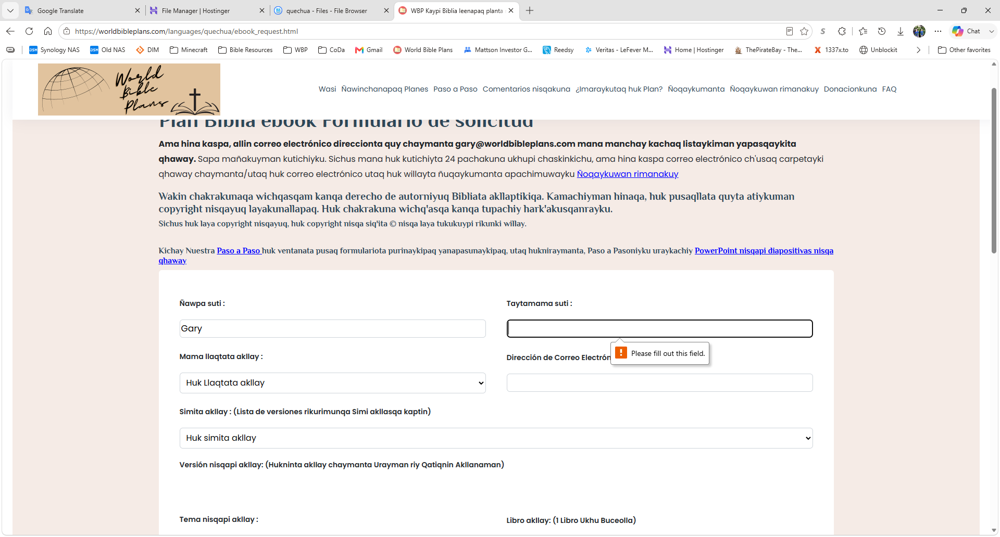 Google Translate
File Manager | Hostinger
quechua - Files - File Browser
WBP Kaypi Biblia leenapaq planta
https://worldbibleplans.com/languages/quechua/ebook_request.html
Chat
Synology NAS
Old NAS
DIM
Minecraft
Bible Resources
WBP
CoDa
Gmail
World Bible Plans
Mattson Investor G...
Reedsy
Veritas - LeFever M...
Home | Hostinger
ThePirateBay - The...
1337x.to
Unblockit
Other favorites
World
Bible
Plans
Wasi Ñawinchanapaq Planes Paso a Paso Comentarios nisqakuna ¿Imaraykutaq huk Plan? Ñoqaykumanta Ñoqaykuwan rimanakuy Donacionkuna FAQ
Plan Biblia ebook Formulario de solicitud
Ama hina kaspa, allin correo electrónico direccionta quy chaymanta gary@worldbibleplans.com mana manchay kachaq listaykiman yapasqaykita
qhaway. Sapa mañakuyman kutichiyku. Sichus mana huk kutichiyta 24 pachakuna ukhupi chaskinkichu, ama hina kaspa correo electrónico ch'usaq carpetayki
qhaway chaymanta/utaq huk correo electrónico utaq huk willayta ñuqaykumanta apachimuwayku Ñoqaykuwan rimanakuy
Wakin chakrakunaqa wichqasqam kanqa derecho de autorniyuq Bibliata akllaptikiqa. Kamachiyman hinaqa, huk pusaqllata quyta atiykuman
copyright nisqayuq layakunallapaq. Huk chakrakuna wichq'asqa kanqa tupachiy hark'akusqanrayku.
Sichus huk laya copyright nisqayuq, huk copyright nisqa siq'ita © nisqa laya tukukuypi rikunki willay.
Kichay Nuestra Paso a Paso huk ventanata pusaq formulariota purinaykipaq yanapasunaykipaq, utaq hukniraymanta, Paso a Pasoniyku uraykachiy PowerPoint nisqapi diapositivas nisqa
qhaway
Ñawpa suti :
Taytamama suti :
Gary
Please fill out this field.
Mama llaqtata akllay :
Dirección de Correo Electrón
Huk Llaqtata akllay
Simita akllay : (Lista de versiones rikurimunqa Simi akllasqa kaptin)
Huk simita akllay
Versión nisqapi akllay: (Hukninta akllay chaymanta Urayman riy Qatiqnin Akllanaman)
Tema nisqapi akllay :
Libro akllay: (1 Libro Ukhu Buceolla)